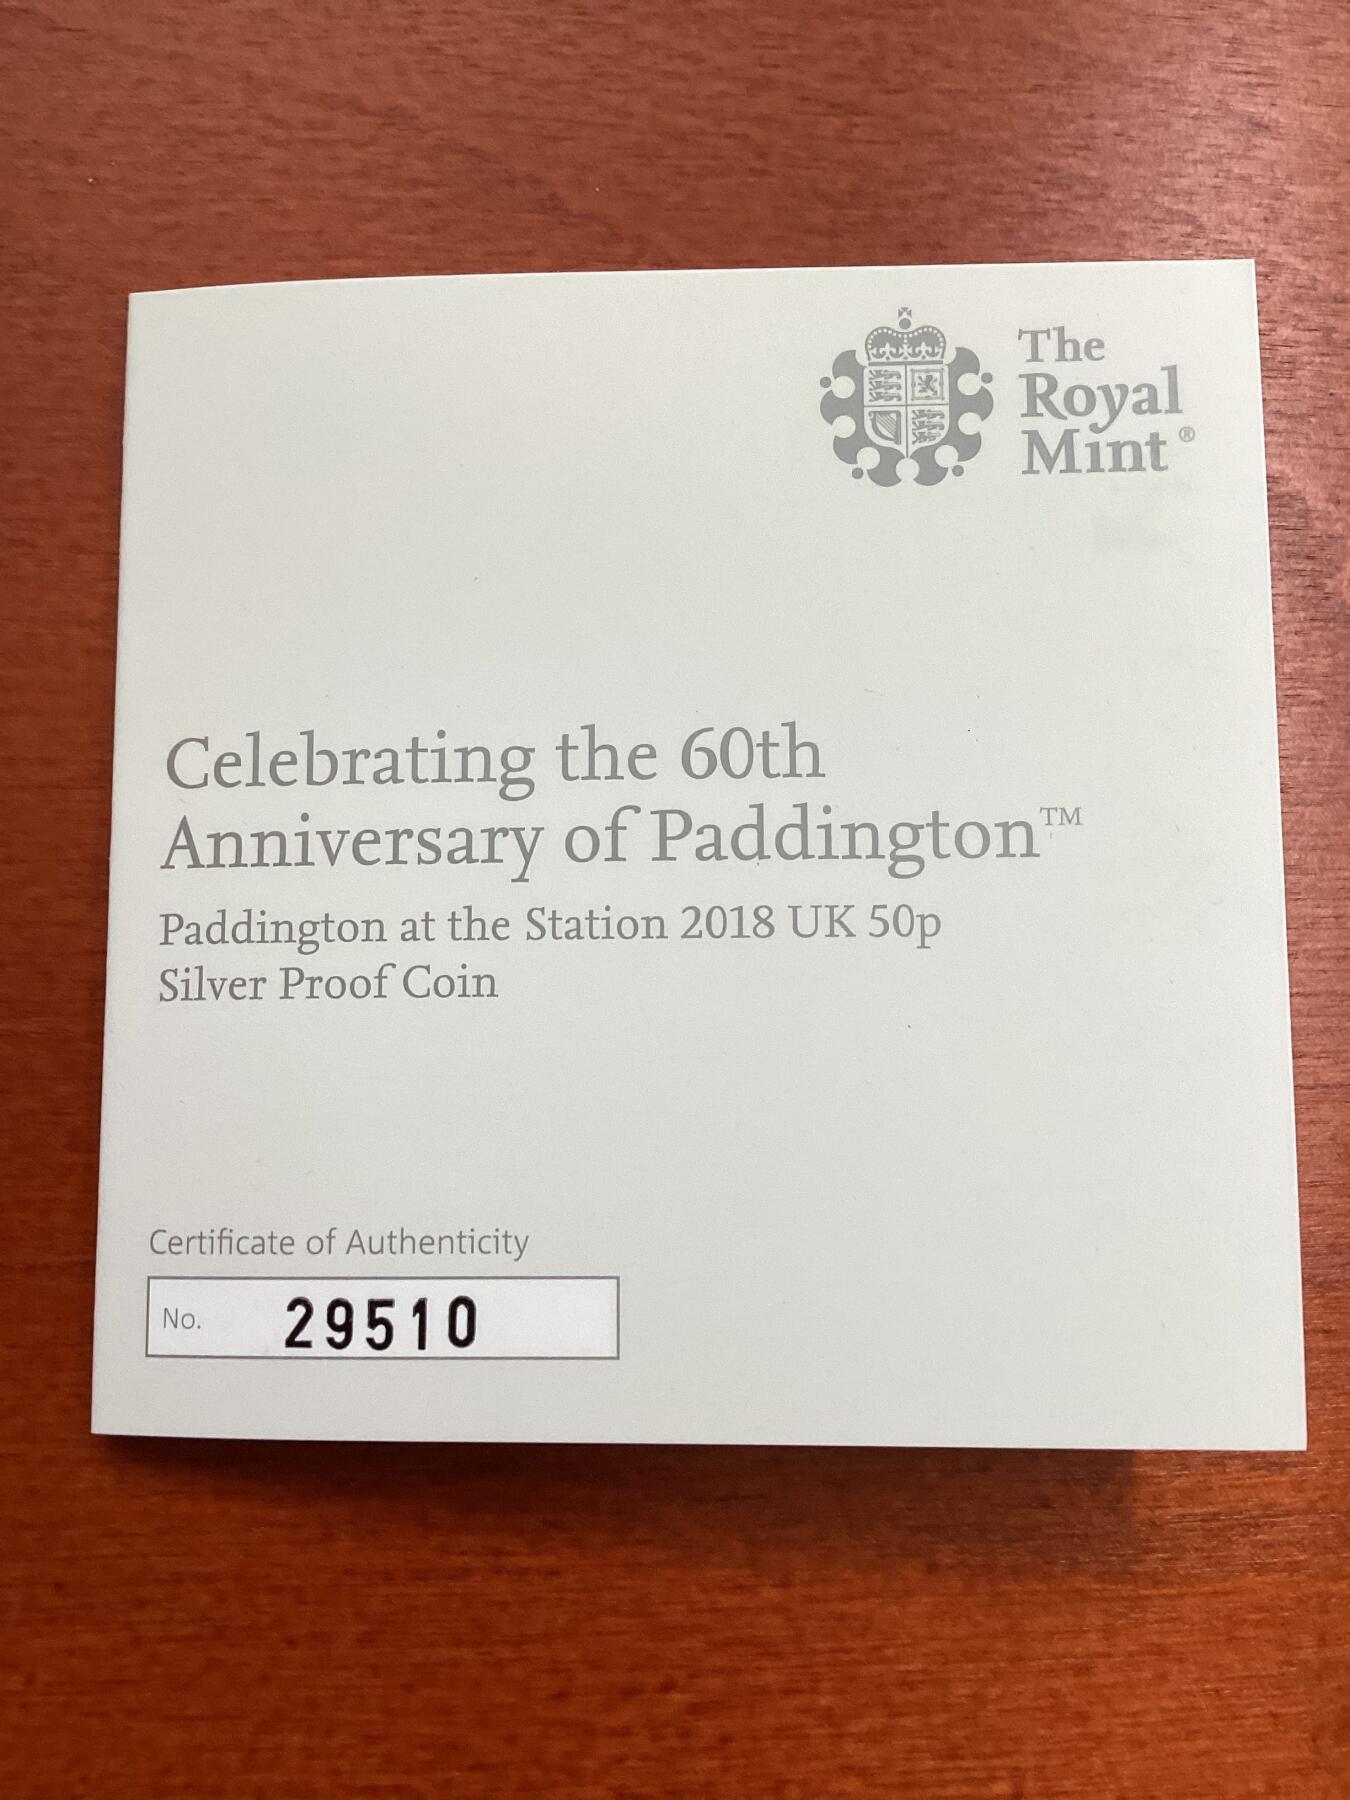 The
Royal
Mint®
Celebrating the 60th
Anniversary of Paddington™
Paddington at the Station 2018 UK 50p
Silver Proof Coin
Certificate of Authenticity
No. 29510